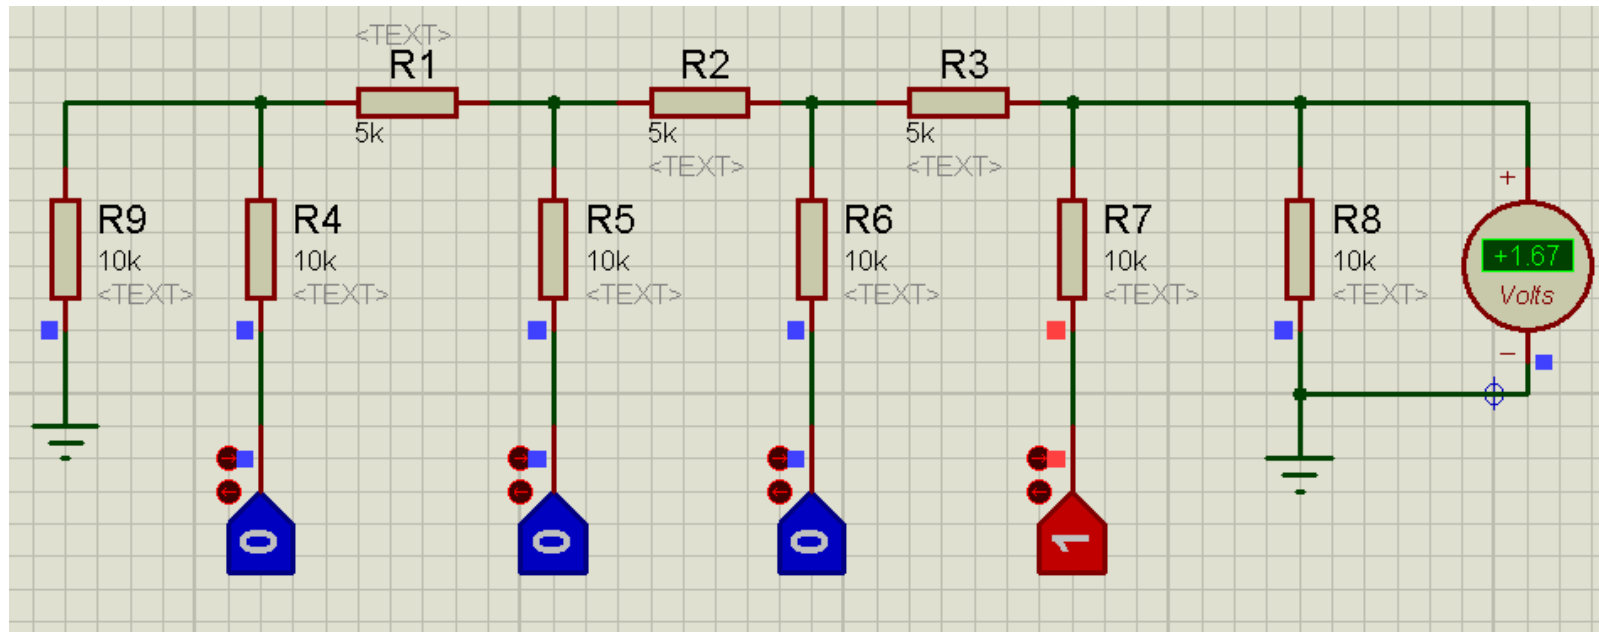 <TEXT>
R1
R2
R3
5k
5k
5k
<TEXT>
<TEXT>
R9
10k
<TEXT>
R4
10k
<TEXT>
R5
10k
<TEXT>
R6
10k
<TEXT>
R7
10k
<TEXT>
R8
10k
<TEXT>
+
+1.67
Volts
−
0
0
0
1